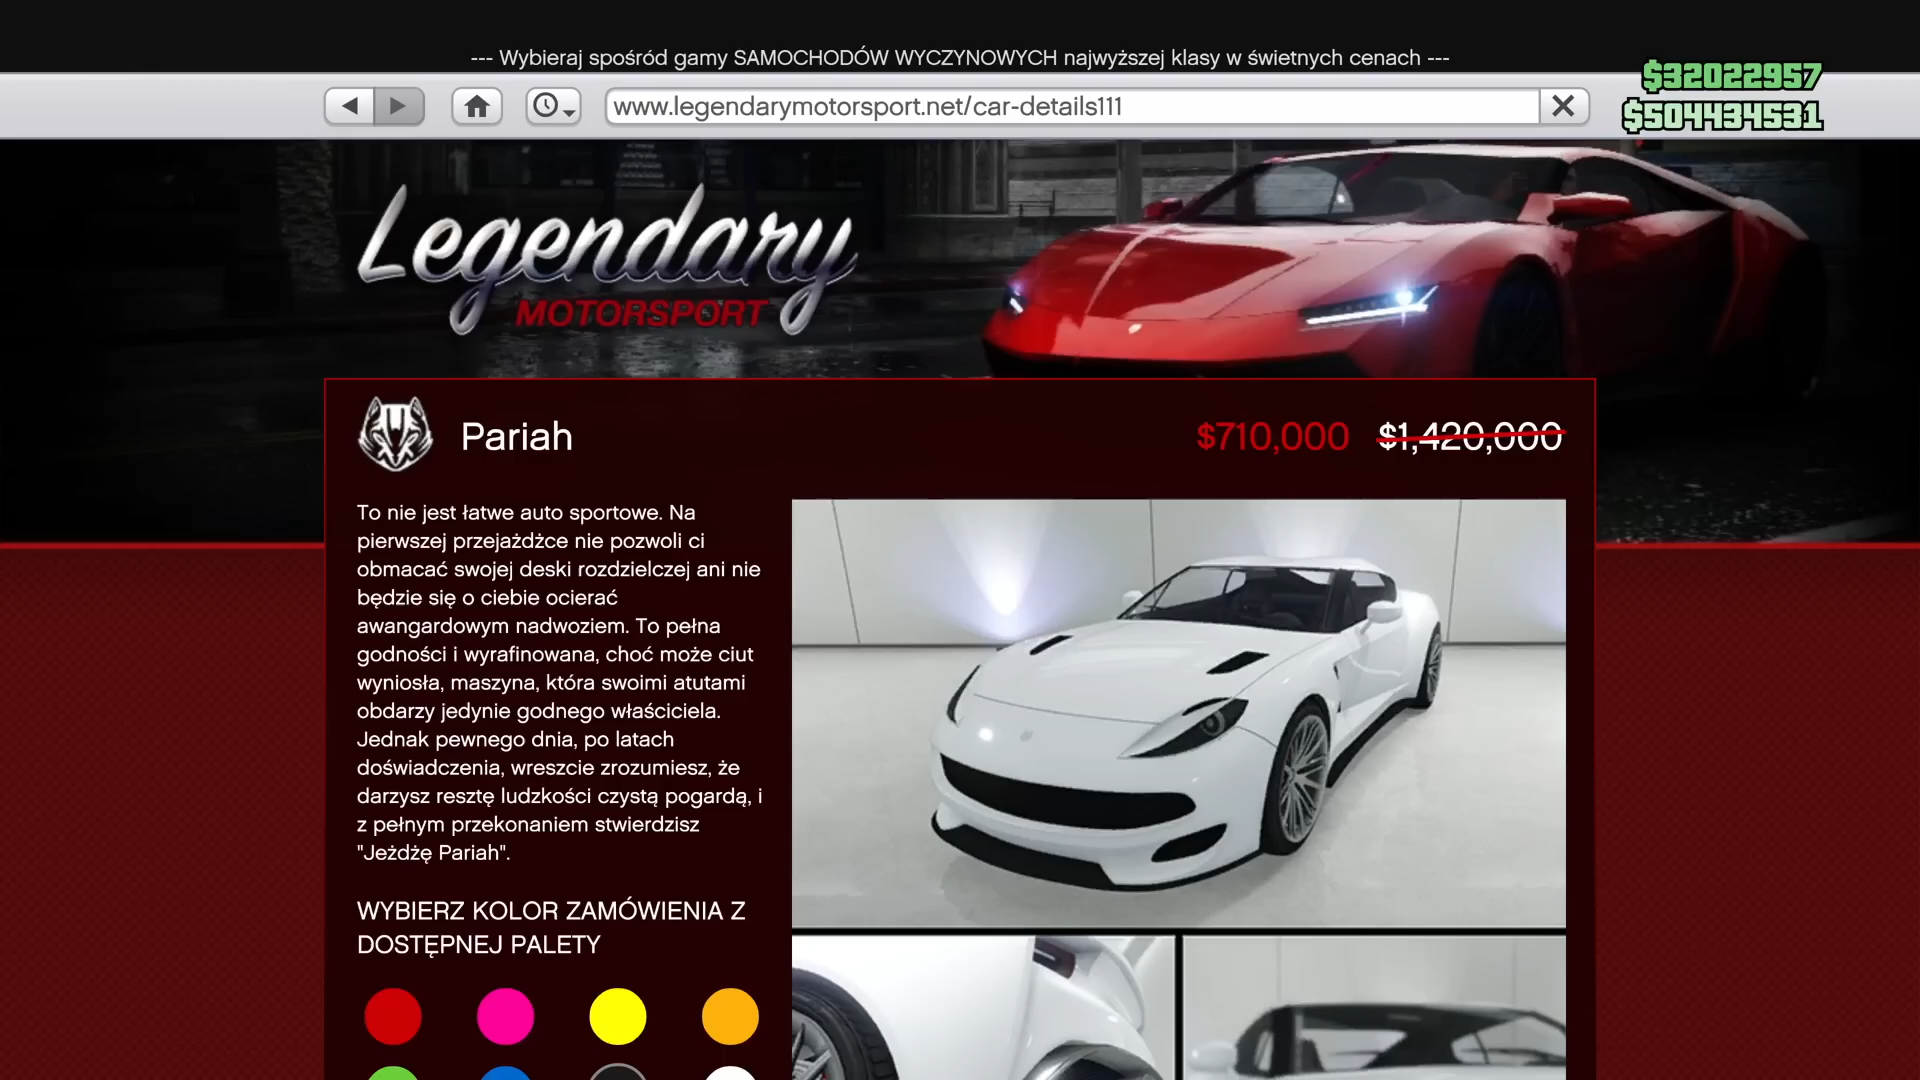 --- Wybieraj spośród gamy SAMOCHODÓW WYCZYNOWYCH najwyższej klasy w świetnych cenach ---
$32022957
www.legendarymotorsport.net/car-details111
$504434531
Legendary
MOTORSPORT
Pariah
$710,000 $1,420,000
To nie jest łatwe auto sportowe. Na
pierwszej przejażdżce nie pozwoli ci
obmacać swojej deski rozdzielczej ani nie
będzie się o ciebie ocierać
awangardowym nadwoziem. To pełna
godności i wyrafinowana, choć może ciut
wyniosła, maszyna, która swoimi atutami
obdarzy jedynie godnego właściciela.
Jednak pewnego dnia, po latach
doświadczenia, wreszcie zrozumiesz, że
darzysz resztę ludzkości czystą pogardą, i
z pełnym przekonaniem stwierdzisz
"Jeżdżę Pariah".
WYBIERZ KOLOR ZAMÓWIENIA Z
DOSTĘPNEJ PALETY